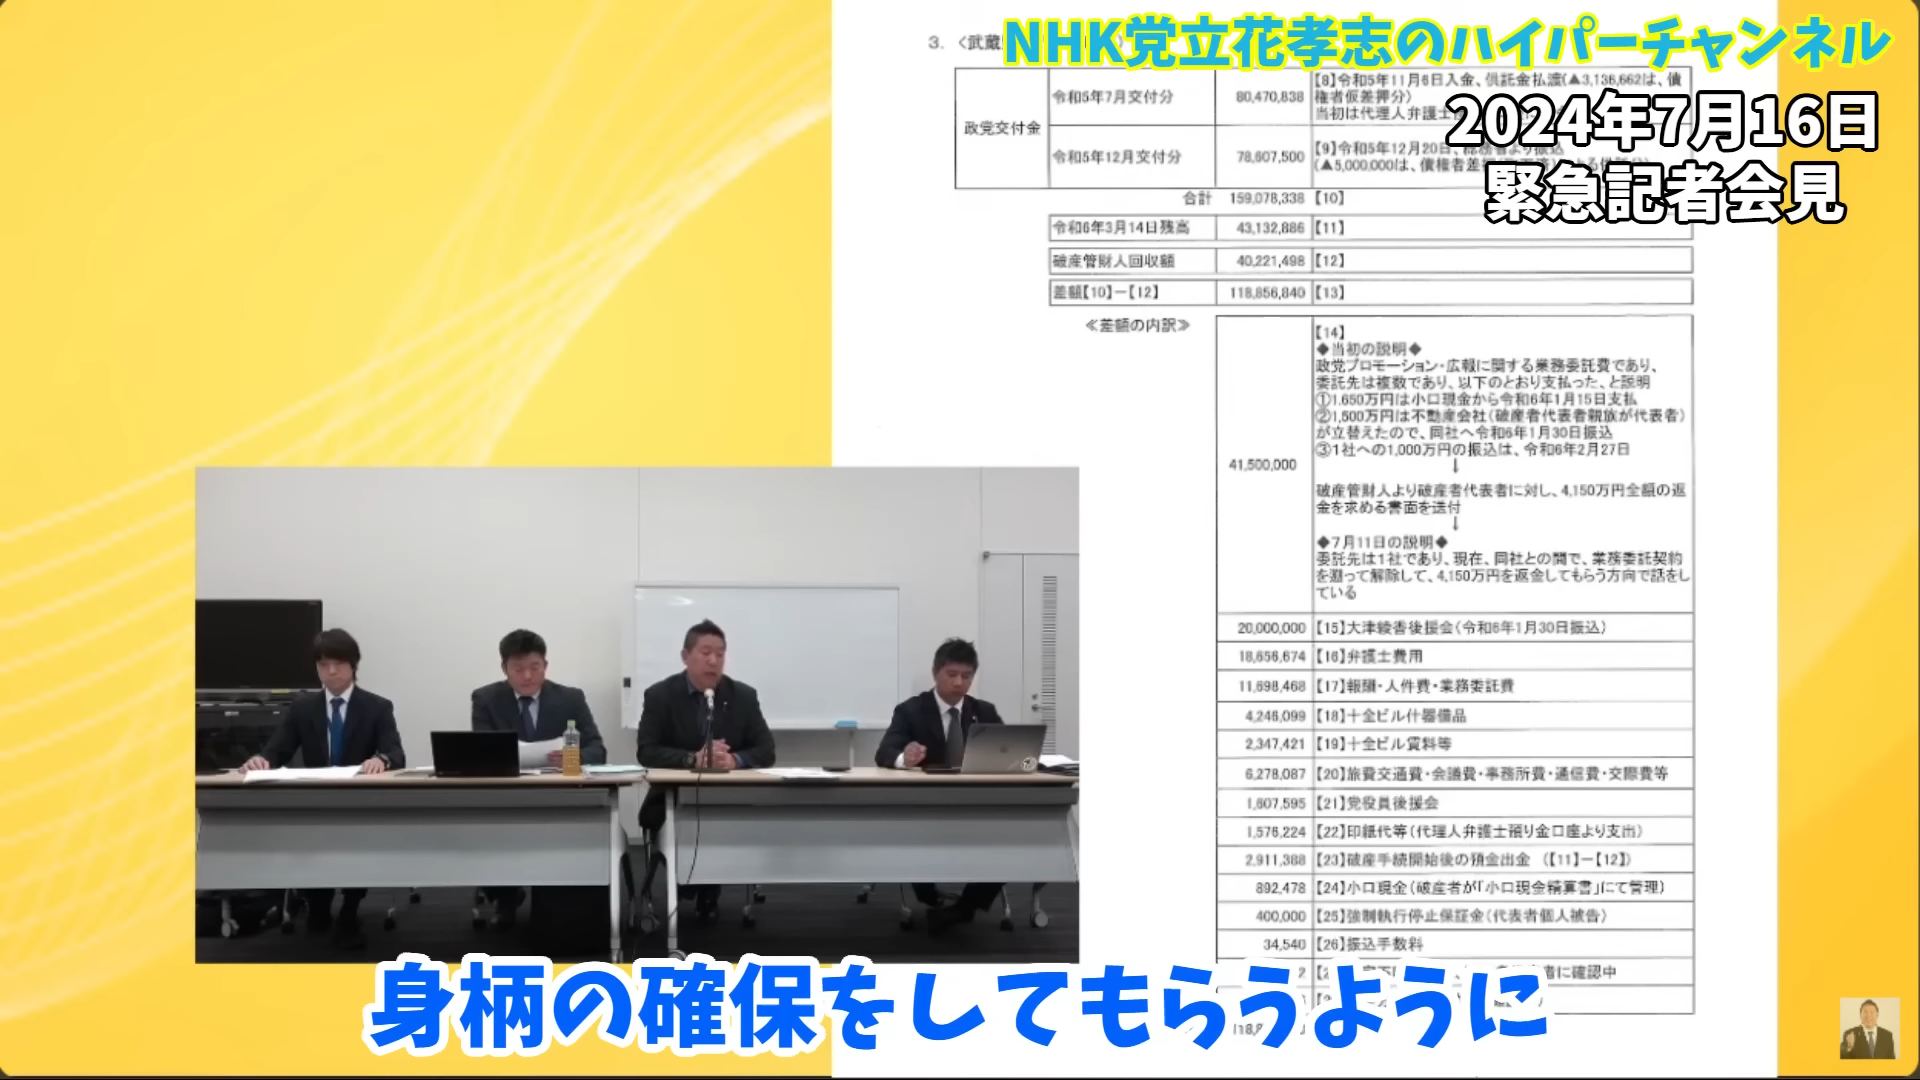 NHK党立花孝志のハイパーチャンネル
2024年7月16日
緊急記者会見
3. <武蔵
政党交付金
令和5年7月交付分 80,470,838 【8】令和5年11月6日入金、供託金払渡(▲3,136,662は、債
権者仮差押分)
当初は代理人弁護士
令和5年12月交付分 78,607,500 【9】令和5年12月20日、
(▲5,000,000は、債権者差
合計 159,078,338 【10】
令和6年3月14日残高 43,132,886 【11】
破産管財人回収額 40,221,498 【12】
差額【10】-【12】 118,856,840 【13】
≪差額の内訳≫
41,500,000 【14】
◆当初の説明◆
政党プロモーション・広報に関する業務委託費であり、
委託先は複数であり、以下のとおり支払った、と説明
①1,650万円は小口現金から令和6年1月15日支払
②1,500万円は不動産会社(破産者代表者親族が代表者)
が立替えたので、同社へ令和6年1月30日振込
③1社への1,000万円の振込は、令和6年2月27日
↓
破産管財人より破産者代表者に対し、4,150万円全額の返
金を求める書面を送付
↓
◆7月11日の説明◆
委託先は1社であり、現在、同社との間で、業務委託契約
を遡って解除して、4,150万円を返金してもらう方向で話をし
ている
20,000,000 【15】大津綾香後援会(令和6年1月30日振込)
18,656,674 【16】弁護士費用
11,698,468 【17】報酬・人件費・業務委託費
4,246,099 【18】十全ビル什器備品
2,347,421 【19】十全ビル賃料等
6,278,087 【20】旅費交通費・会議費・事務所費・通信費・交際費等
1,607,595 【21】党役員後援会
1,576,224 【22】印紙代等(代理人弁護士預り金口座より支出)
2,911,388 【23】破産手続開始後の預金出金 (【11】-【12】)
892,478 【24】小口現金(破産者が「小口現金精算書」にて管理)
400,000 【25】強制執行停止保証金(代表者個人被告)
34,540 【26】振込手数料
2 者に確認中
身柄の確保をしてもらうように